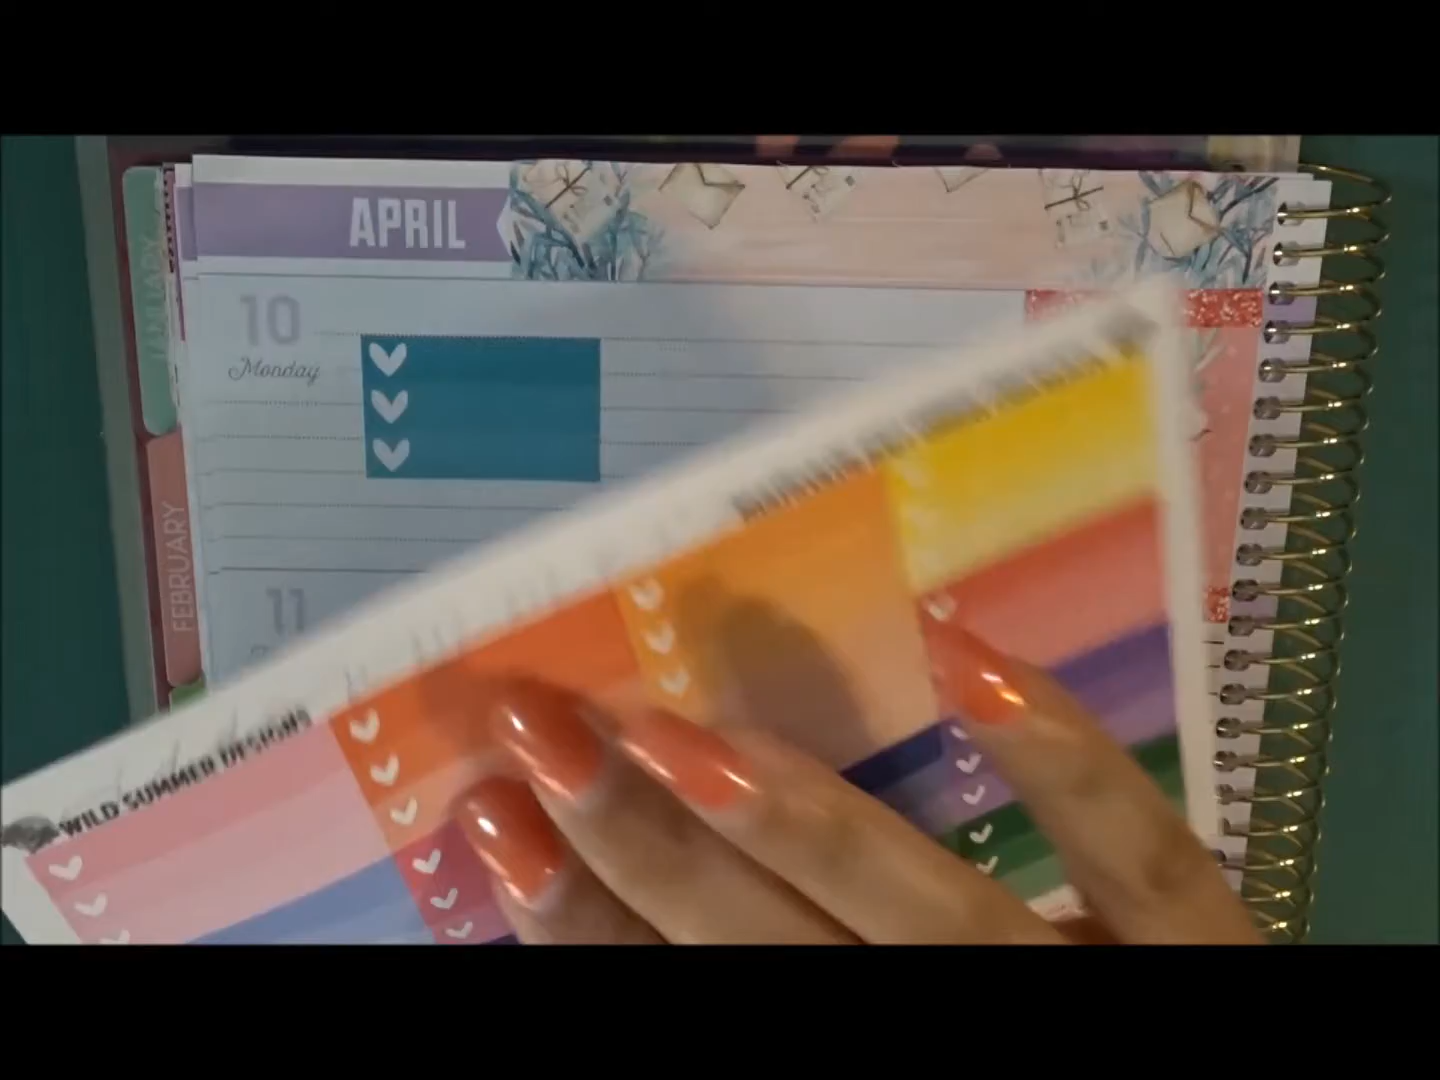 APRIL
10
Monday
11
JANUARY
FEBRUARY
WILD SUMMER DESIGNS